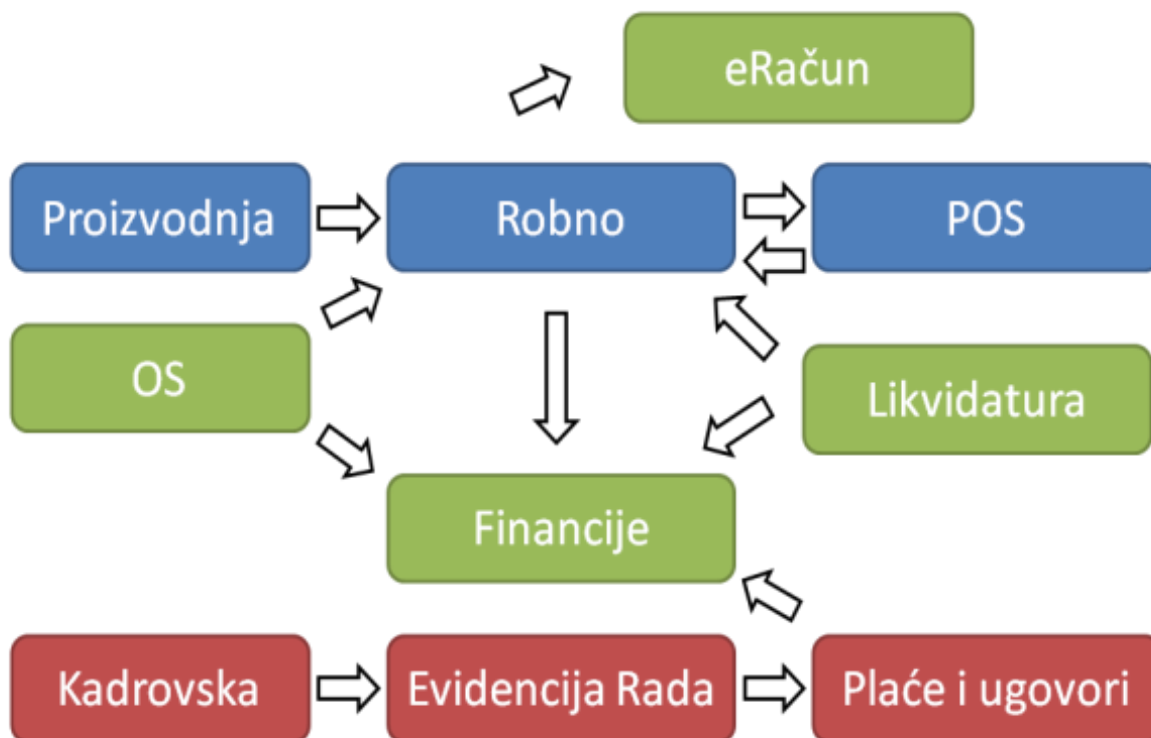 eRačun
Proizvodnja
Robno
POS
OS
Likvidatura
Financije
Kadrovska
Evidencija Rada
Plaće i ugovori